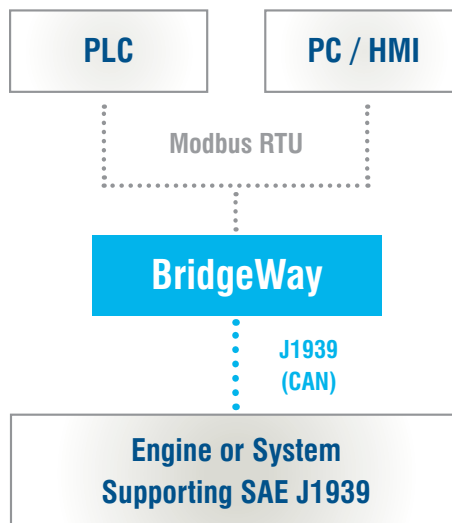 PLC
PC / HMI
Modbus RTU
BridgeWay
J1939
(CAN)
Engine or System
Supporting SAE J1939